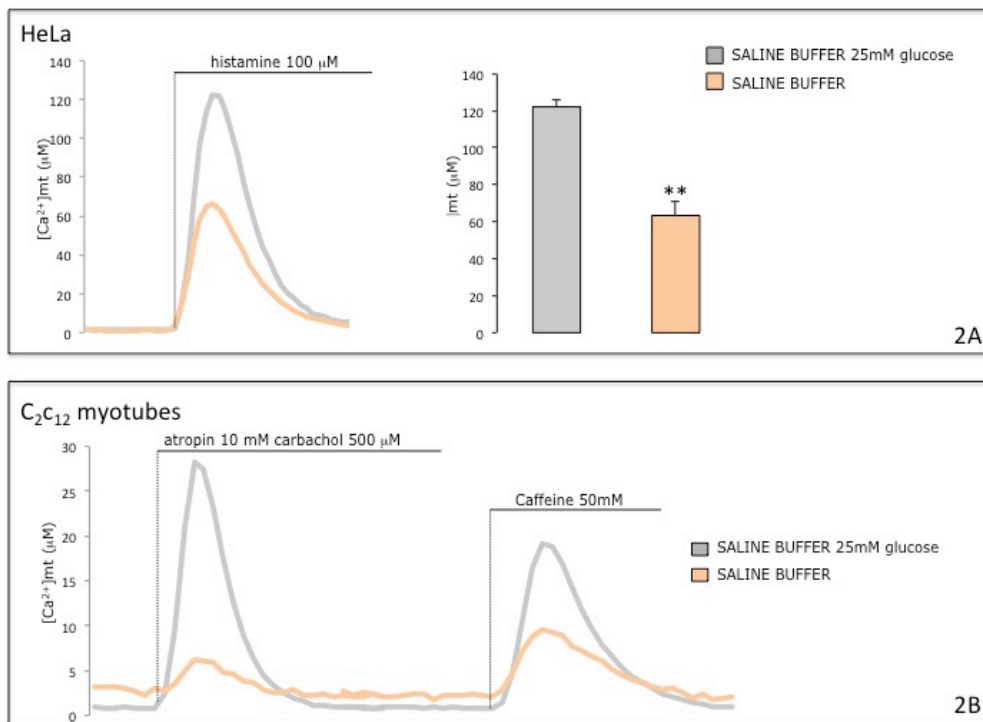 HeLa
histamine 100 µM
[Ca²⁺]mt (µM)
140
120
100
80
60
40
20
0
]mt (µM)
140
120
100
80
60
40
20
0
**
SALINE BUFFER 25mM glucose
SALINE BUFFER
2A
C₂c₁₂ myotubes
atropin 10 mM carbachol 500 µM
Caffeine 50mM
[Ca²⁺]mt (µM)
30
25
20
15
10
5
0
SALINE BUFFER 25mM glucose
SALINE BUFFER
2B